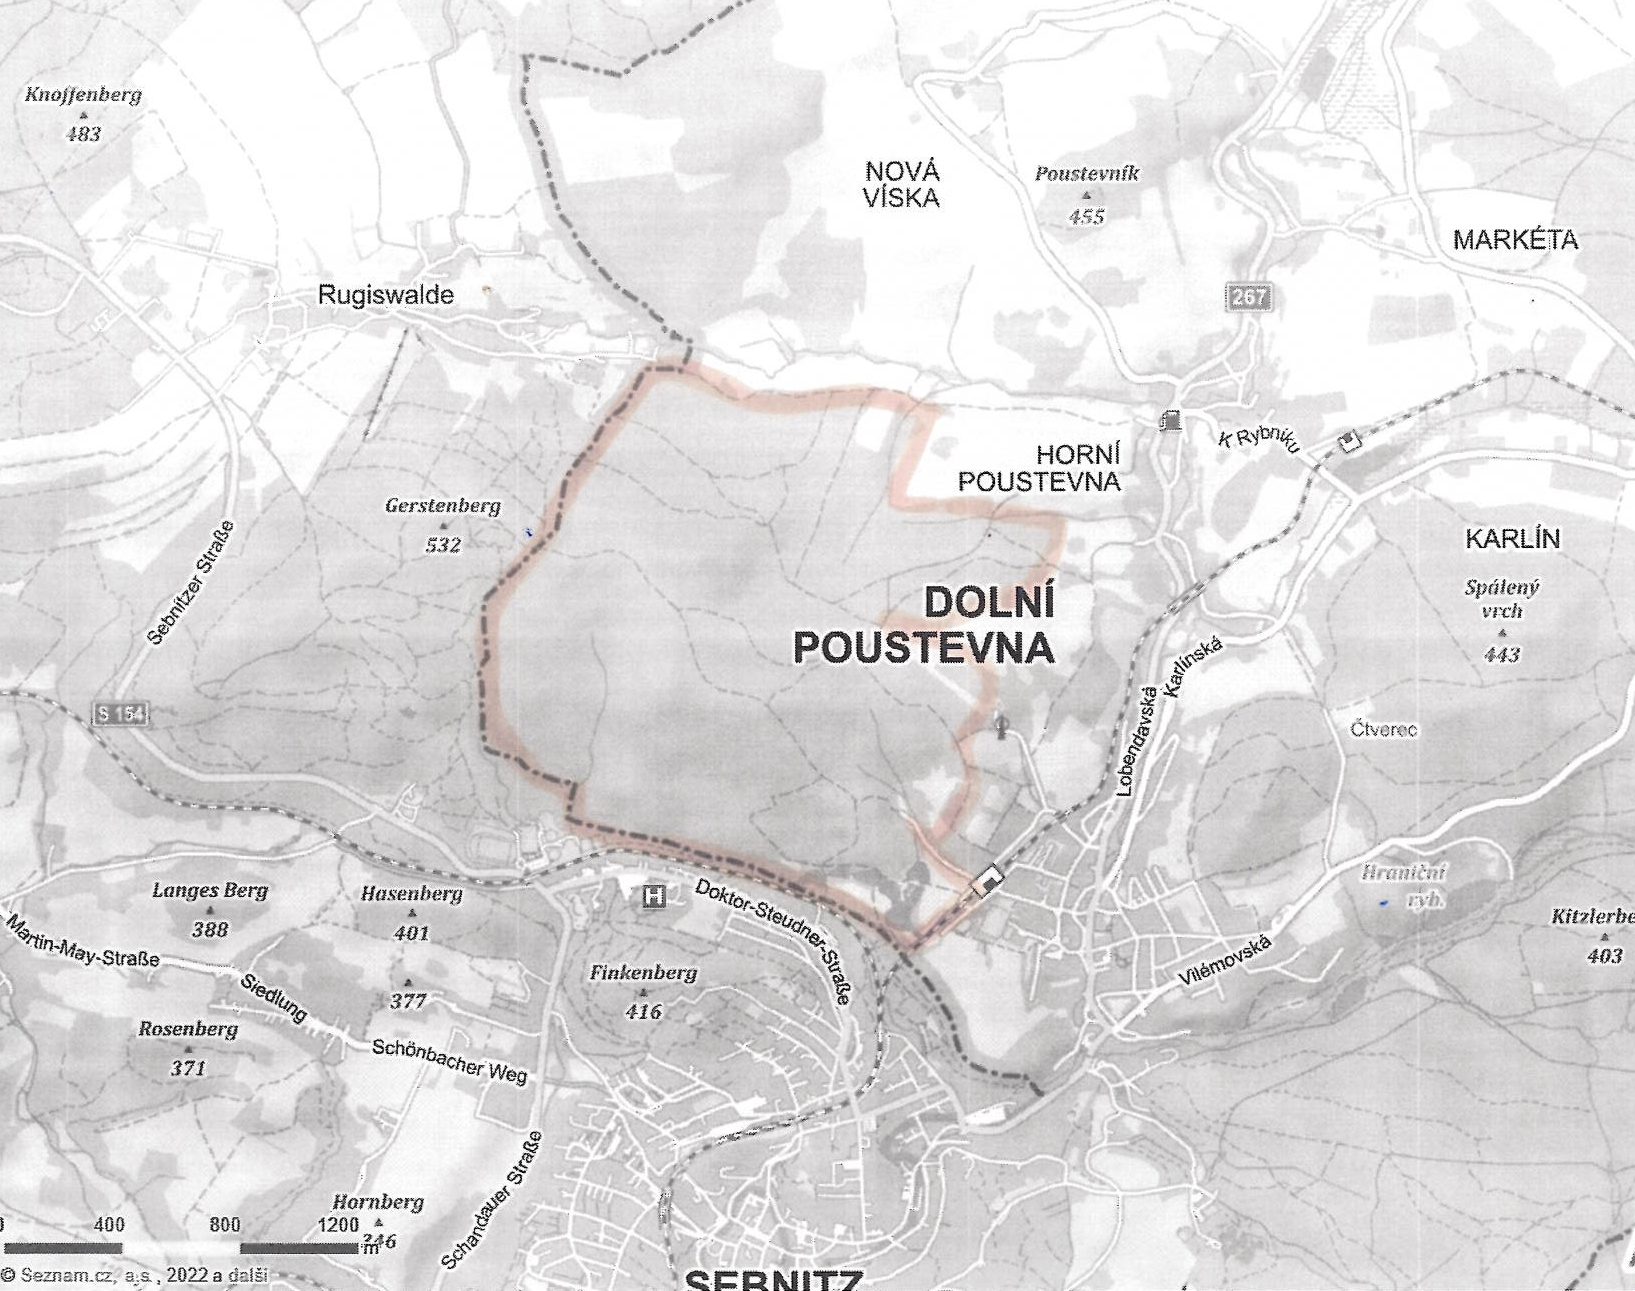 Knoffenberg
483
NOVÁ
VÍSKA
Poustevník
455
MARKÉTA
267
Rugiswalde
K Rybníku
HORNÍ
POUSTEVNA
Gerstenberg
532
KARLÍN
Spálený
vrch
443
Sebnitzer Straße
DOLNÍ
POUSTEVNA
Karlínská
Lobendavská
S 154
Čtverec
Langes Berg
388
Hasenberg
401
H
Doktor-Steudner-Straße
Hraniční
ryb.
Kitzlerbe
403
Martin-May-Straße
Siedlung
377
Finkenberg
416
Vilémovská
Rosenberg
371
Schönbacher Weg
Schandauer Straße
Hornberg
346
0 400 800 1200
m
© Seznam.cz, a.s., 2022 a další
SEBNITZ